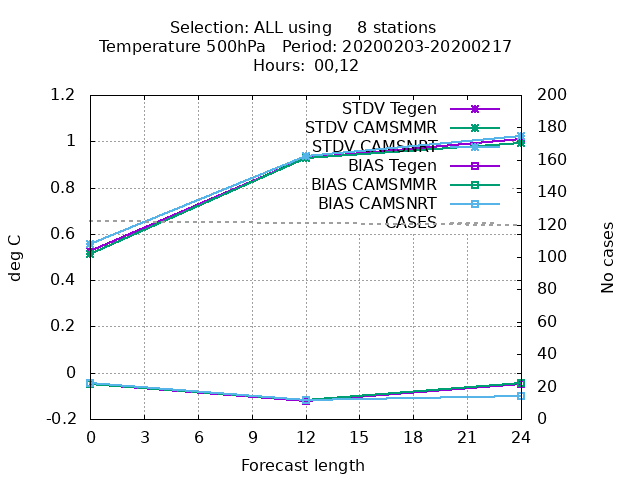 Selection: ALL using     8 stations
Temperature 500hPa   Period: 20200203-20200217
Hours:  00,12
STDV Tegen
STDV CAMSMMR
STDV CAMSNRT
BIAS Tegen
BIAS CAMSMMR
BIAS CAMSNRT
CASES
deg C
1.2
1
0.8
0.6
0.4
0.2
0
-0.2
No cases
200
180
160
140
120
100
80
60
40
20
0
0 3 6 9 12 15 18 21 24
Forecast length